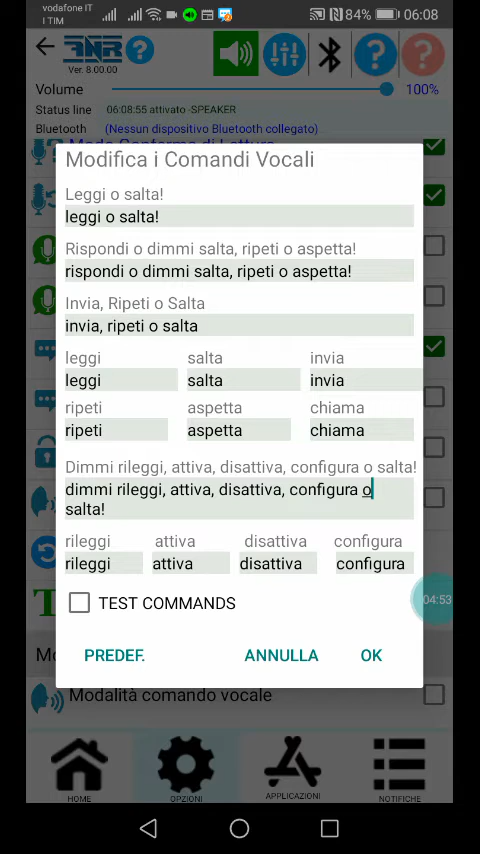 vodafone IT
I TIM
84%
06:08
ANR
Ver. 8.00.00
Volume
100%
Status line
06:08:55 attivato -SPEAKER
Bluetooth
(Nessun dispositivo Bluetooth collegato)
Modifica i Comandi Vocali
Leggi o salta!
leggi o salta!
Rispondi o dimmi salta, ripeti o aspetta!
rispondi o dimmi salta, ripeti o aspetta!
Invia, Ripeti o Salta
invia, ripeti o salta
leggi salta invia
leggi salta invia
ripeti aspetta chiama
ripeti aspetta chiama
Dimmi rileggi, attiva, disattiva, configura o salta!
dimmi rileggi, attiva, disattiva, configura o
salta!
rileggi attiva disattiva configura
rileggi attiva disattiva configura
04:53
TEST COMMANDS
PREDEF. ANNULLA OK
Modalità comando vocale
HOME OPZIONI APPLICAZIONI NOTIFICHE